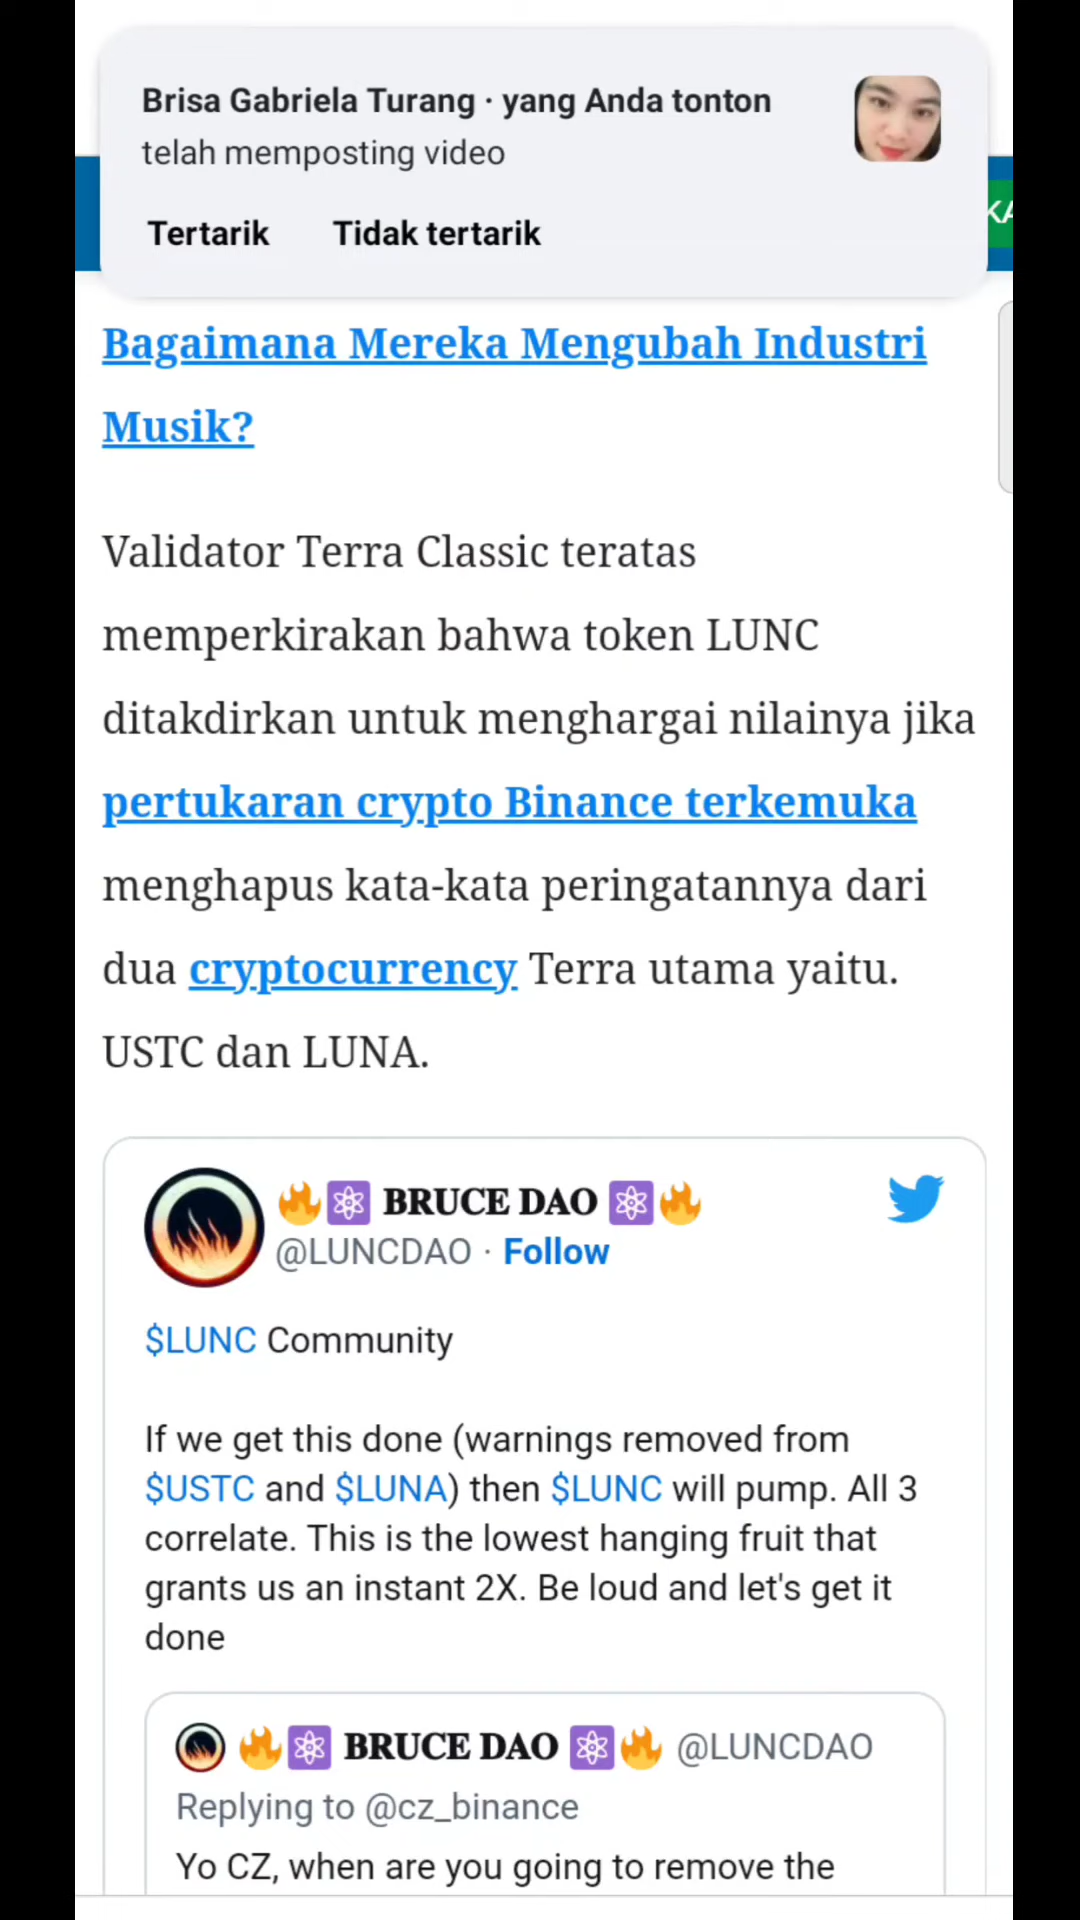 Brisa Gabriela Turang · yang Anda tonton
telah memposting video
Tertarik Tidak tertarik
KA
Bagaimana Mereka Mengubah Industri
Musik?
Validator Terra Classic teratas
memperkirakan bahwa token LUNC
ditakdirkan untuk menghargai nilainya jika
pertukaran crypto Binance terkemuka
menghapus kata-kata peringatannya dari
dua cryptocurrency Terra utama yaitu.
USTC dan LUNA.
🔥⚛️ BRUCE DAO ⚛️🔥
@LUNCDAO · Follow
$LUNC Community
If we get this done (warnings removed from
$USTC and $LUNA) then $LUNC will pump. All 3
correlate. This is the lowest hanging fruit that
grants us an instant 2X. Be loud and let's get it
done
🔥⚛️ BRUCE DAO ⚛️🔥 @LUNCDAO
Replying to @cz_binance
Yo CZ, when are you going to remove the